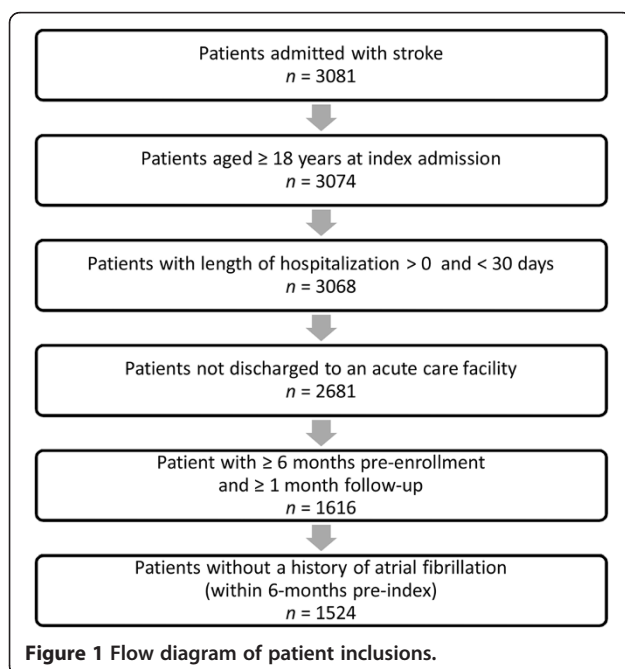 Patients admitted with stroke
n = 3081
Patients aged ≥ 18 years at index admission
n = 3074
Patients with length of hospitalization > 0 and < 30 days
n = 3068
Patients not discharged to an acute care facility
n = 2681
Patient with ≥ 6 months pre-enrollment
and ≥ 1 month follow-up
n = 1616
Patients without a history of atrial fibrillation
(within 6-months pre-index)
n = 1524
Figure 1 Flow diagram of patient inclusions.